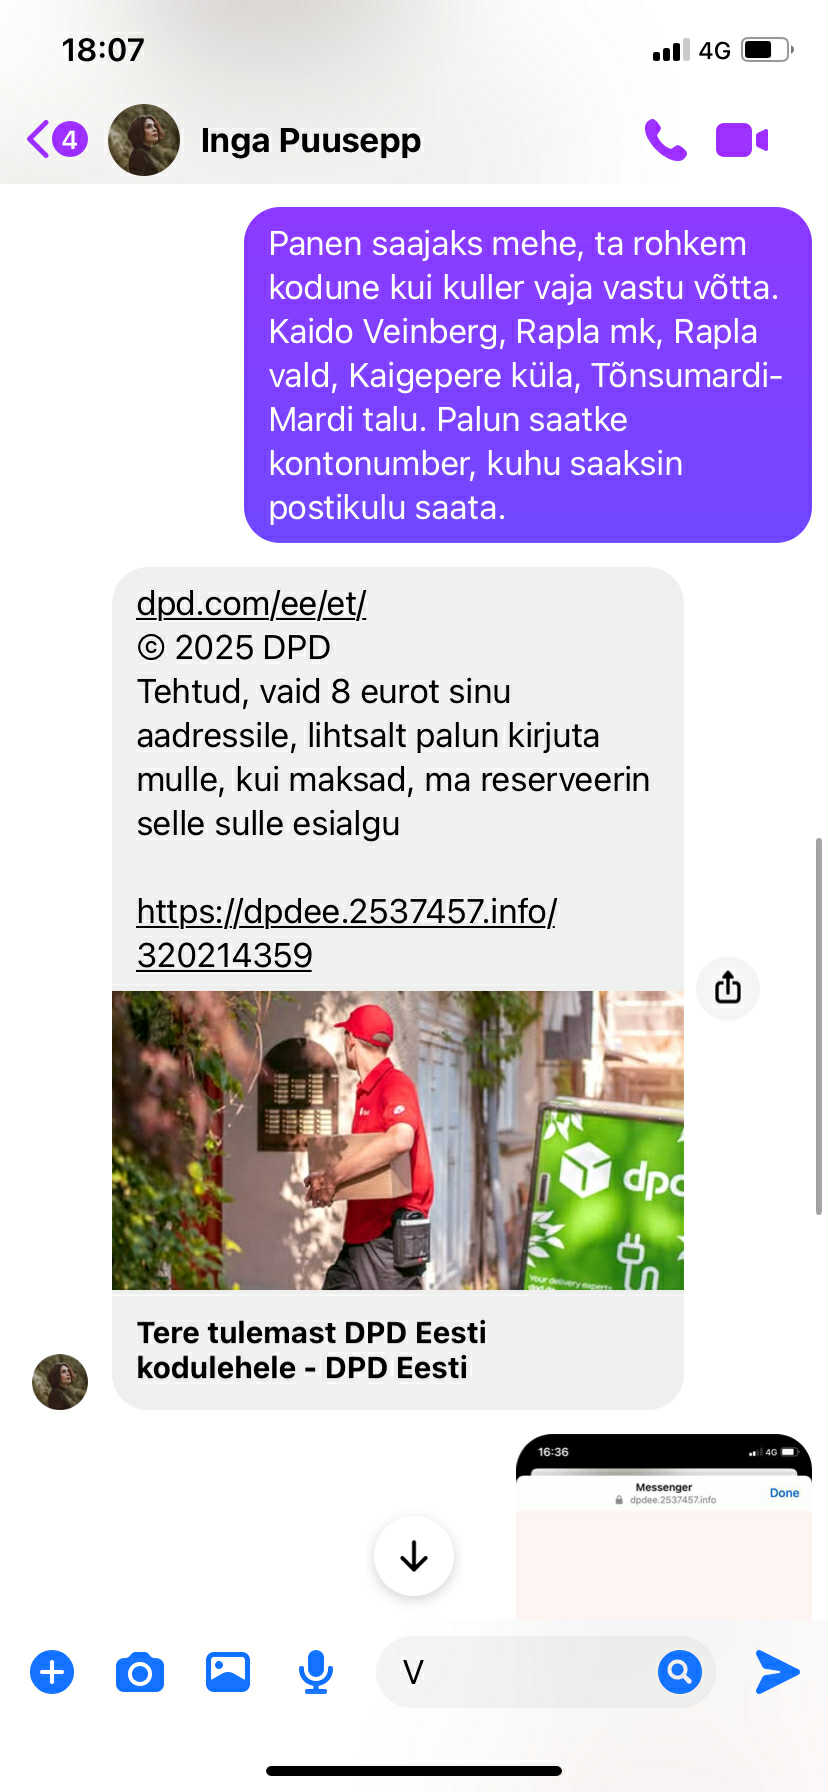 18:07
4G
4
Inga Puusepp
Panen saajaks mehe, ta rohkem
kodune kui kuller vaja vastu võtta.
Kaido Veinberg, Rapla mk, Rapla
vald, Kaigepere küla, Tõnsumardi-
Mardi talu. Palun saatke
kontonumber, kuhu saaksin
postikulu saata.
dpd.com/ee/et/
© 2025 DPD
Tehtud, vaid 8 eurot sinu
aadressile, lihtsalt palun kirjuta
mulle, kui maksad, ma reserveerin
selle sulle esialgu
https://dpdee.2537457.info/
320214359
dpd
Your delivery experts
Tere tulemast DPD Eesti
kodulehele - DPD Eesti
16:36
4G
Messenger
Done
dpdee.2537457.info
V